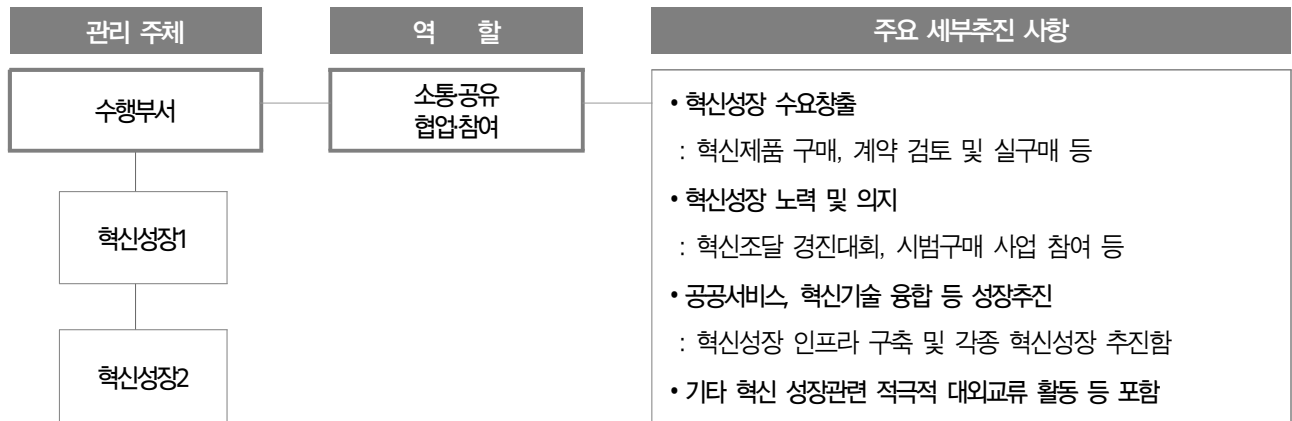 관리 주체
역 할
주요 세부추진 사항
수행부서
소통·공유
협업·참여
• 혁신성장 수요창출
: 혁신제품 구매, 계약 검토 및 실구매 등
• 혁신성장 노력 및 의지
: 혁신조달 경진대회, 시범구매 사업 참여 등
• 공공서비스, 혁신기술 융합 등 성장추진
: 혁신성장 인프라 구축 및 각종 혁신성장 추진함
• 기타 혁신 성장관련 적극적 대외교류 활동 등 포함
혁신성장1
혁신성장2